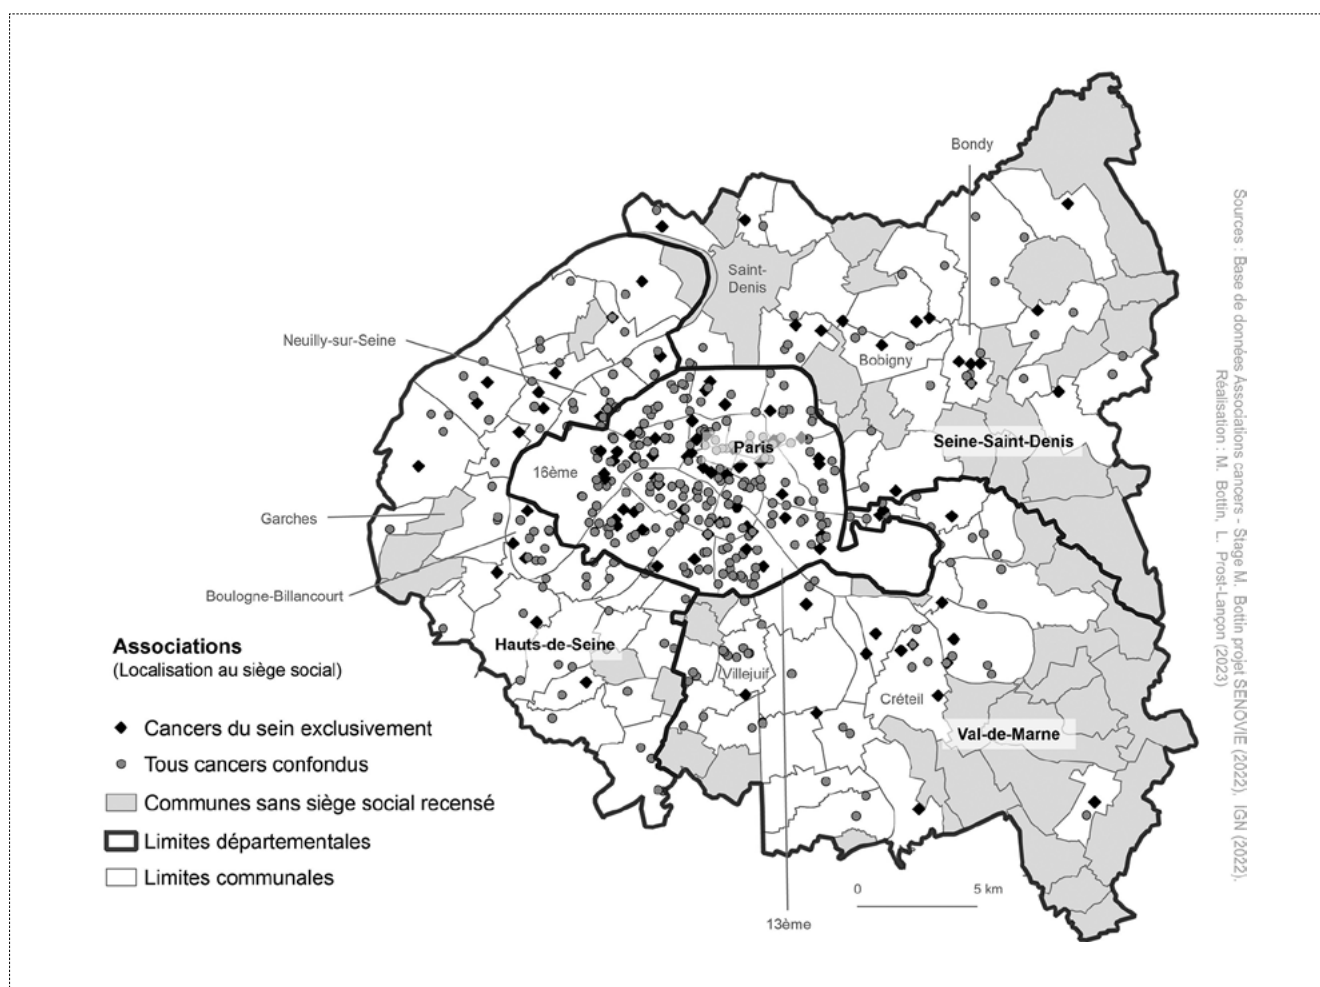 Bondy
Saint-
Denis
Neuilly-sur-Seine
Bobigny
Seine-Saint-Denis
Paris
16ème
Garches
Boulogne-Billancourt
Hauts-de-Seine
Villejuif
Créteil
Val-de-Marne
13ème
0 5 km
Associations
(Localisation au siège social)
Cancers du sein exclusivement
Tous cancers confondus
Communes sans siège social recensé
Limites départementales
Limites communales
Sources : Base de données Associations cancers - Stage M. Bottin projet SENOVIE (2022). IGN (2022).
Réalisation : M. Bottin, L. Prost-Lançon (2023)